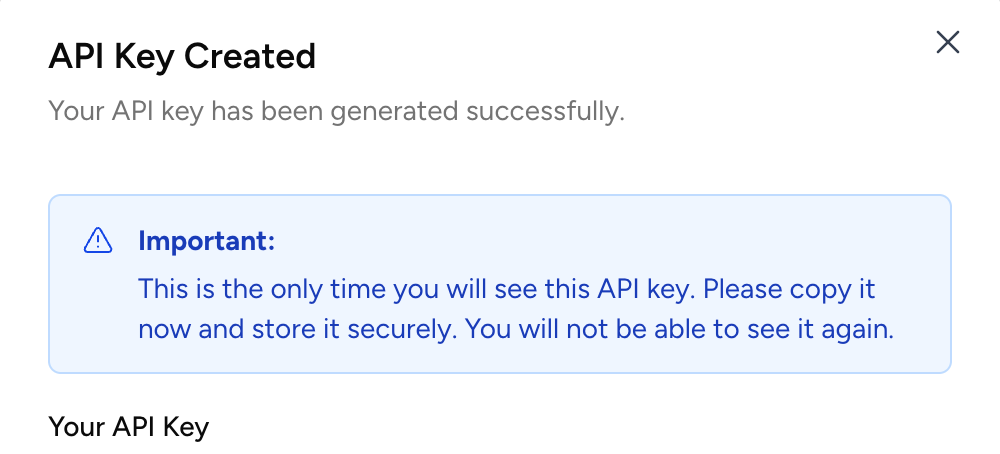 API Key Created
Your API key has been generated successfully.
Important:
This is the only time you will see this API key. Please copy it
now and store it securely. You will not be able to see it again.
Your API Key